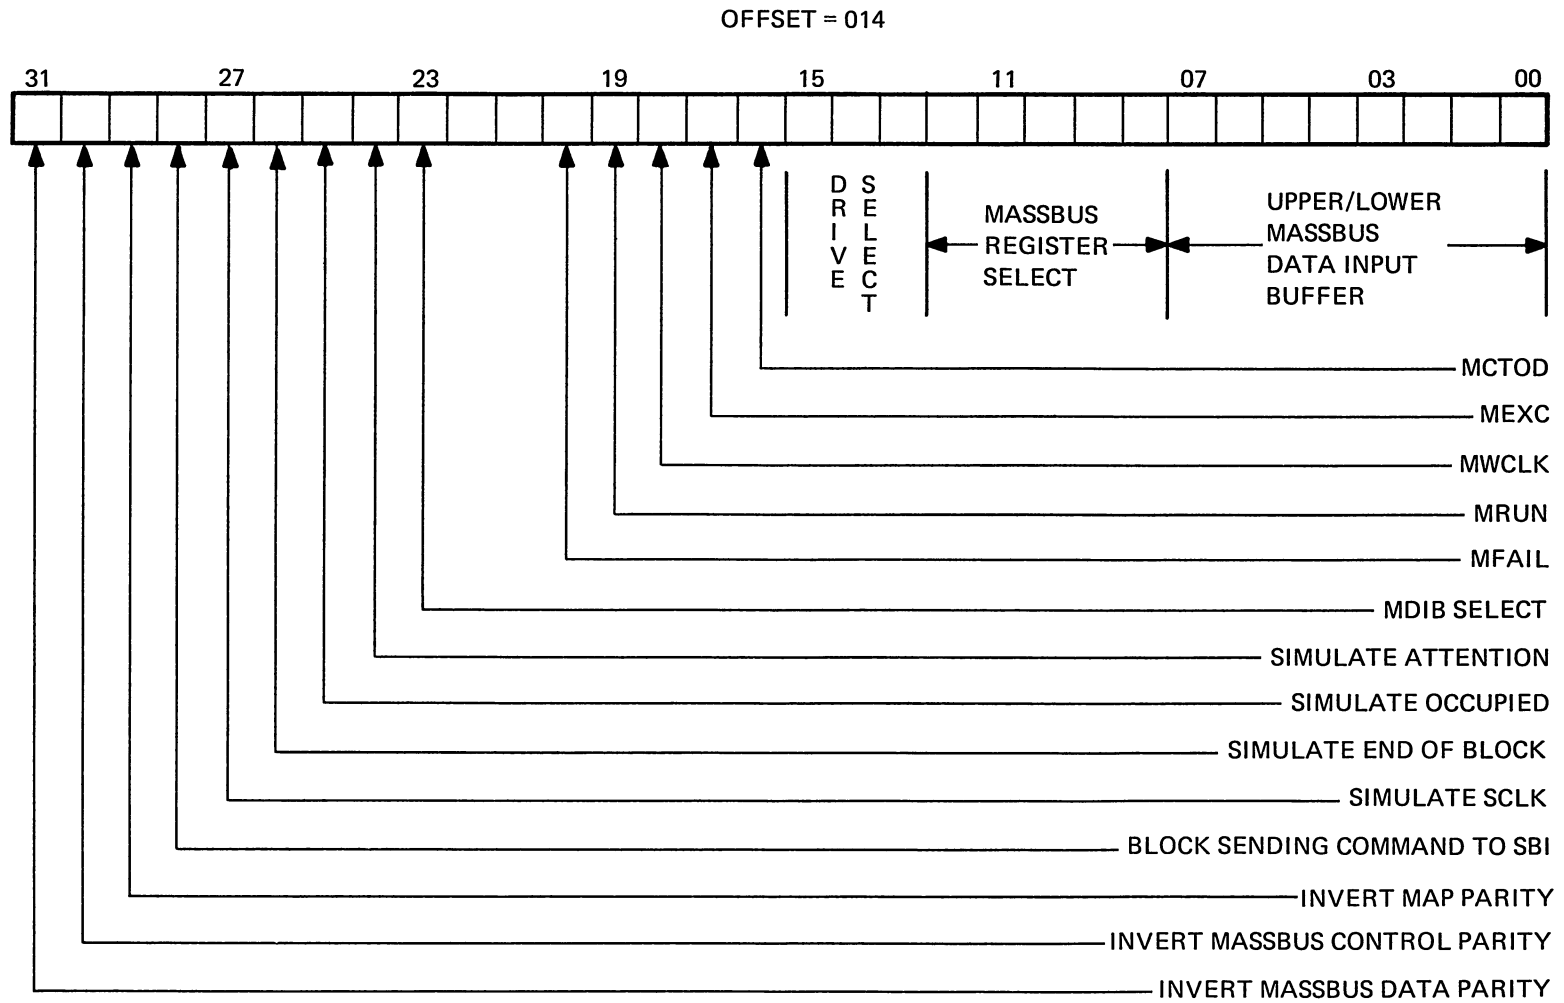 OFFSET = 014
31 27 23 19 15 11 07 03 00
DRIVE SELECT
MASSBUS
REGISTER
SELECT
UPPER/LOWER
MASSBUS
DATA INPUT
BUFFER
MCTOD
MEXC
MWCLK
MRUN
MFAIL
MDIB SELECT
SIMULATE ATTENTION
SIMULATE OCCUPIED
SIMULATE END OF BLOCK
SIMULATE SCLK
BLOCK SENDING COMMAND TO SBI
INVERT MAP PARITY
INVERT MASSBUS CONTROL PARITY
INVERT MASSBUS DATA PARITY